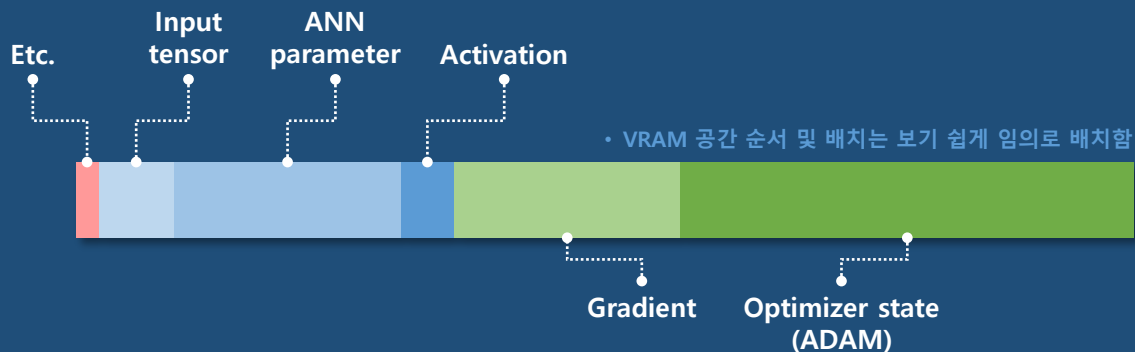 Etc.
Input
tensor
ANN
parameter
Activation
• VRAM 공간 순서 및 배치는 보기 쉽게 임의로 배치함
Gradient
Optimizer state
(ADAM)